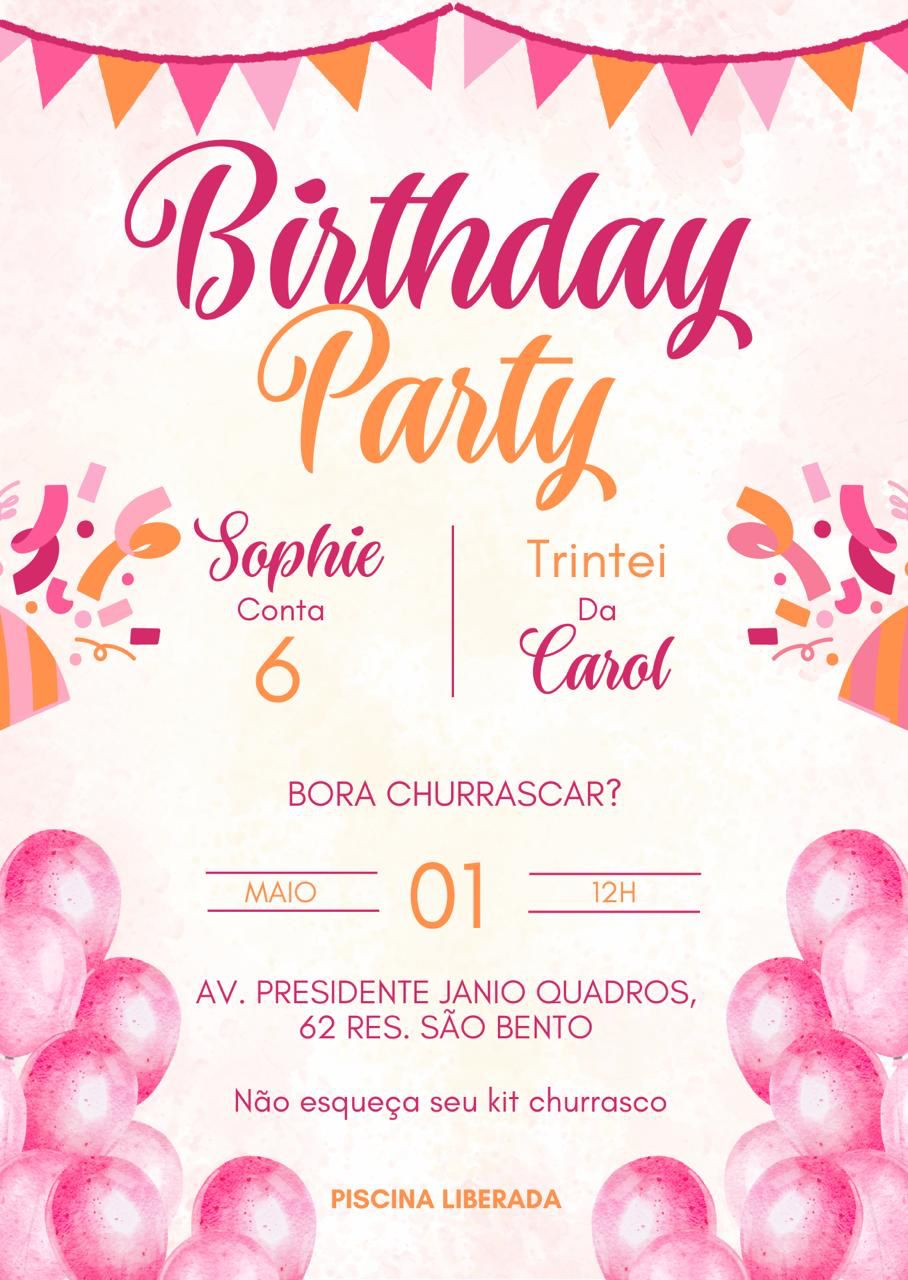 Birthday
Party
Sophie
Conta
6
Trintei
Da
Carol
BORA CHURRASCAR?
MAIO 01 12H
AV. PRESIDENTE JANIO QUADROS,
62 RES. SÃO BENTO
Não esqueça seu kit churrasco
PISCINA LIBERADA